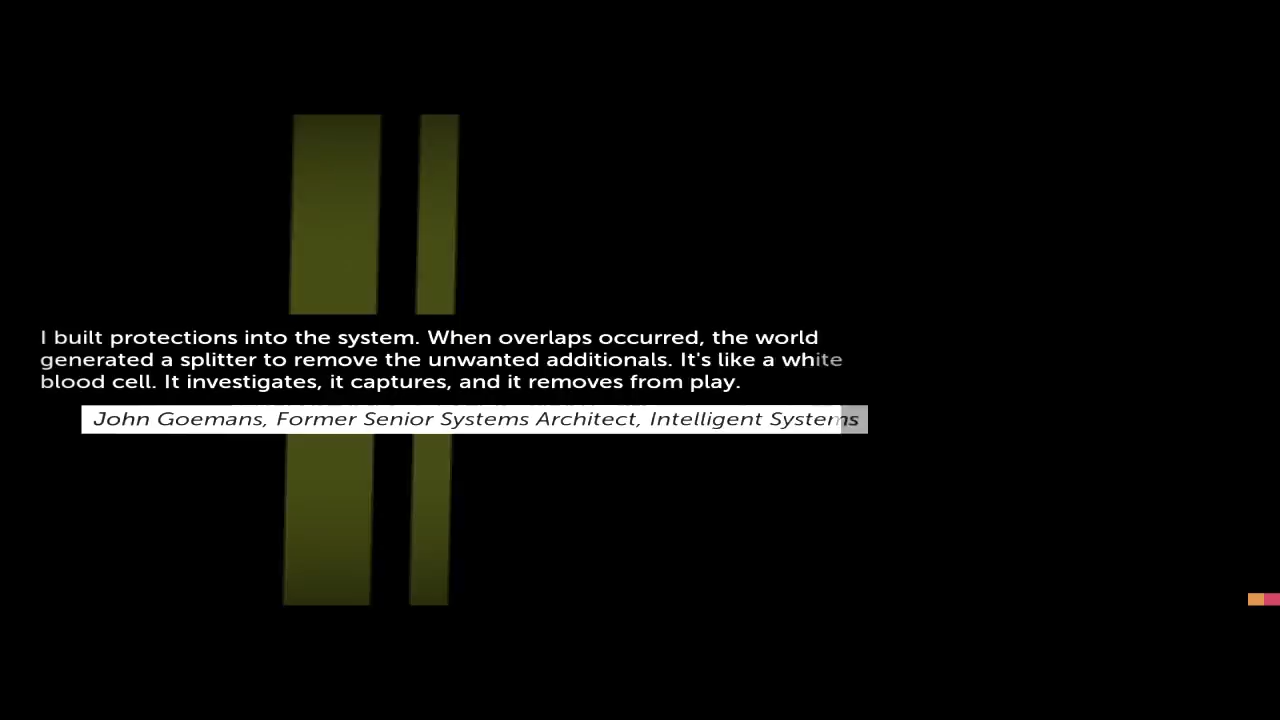 I built protections into the system. When overlaps occurred, the world
generated a splitter to remove the unwanted additionals. It's like a white
blood cell. It investigates, it captures, and it removes from play.
John Goemans, Former Senior Systems Architect, Intelligent Systems